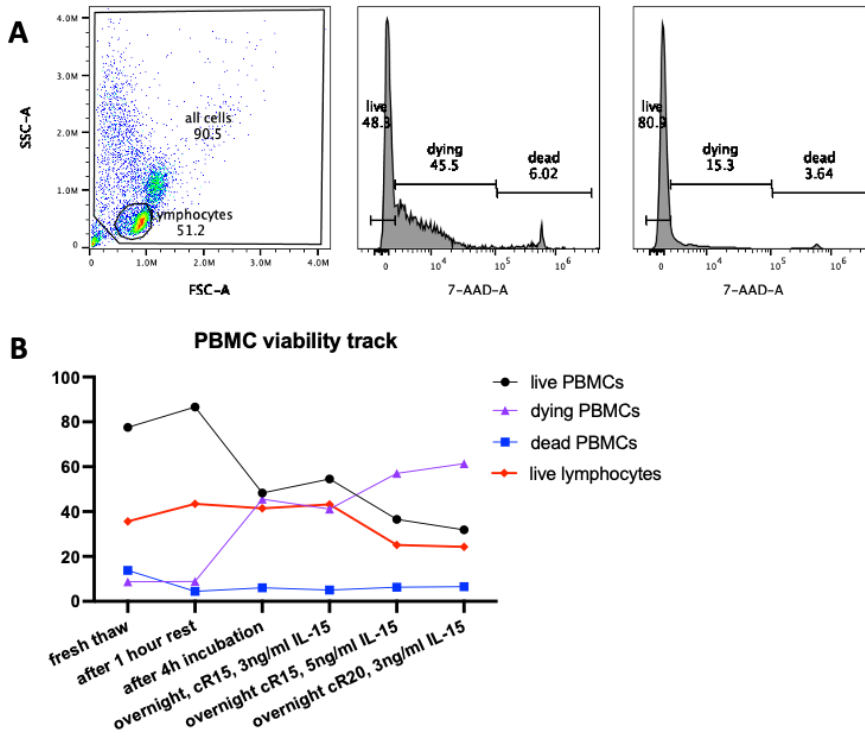 A
SSC-A
4.0M
3.0M
2.0M
1.0M
0
all cells
90.5
ymphocytes
51.2
0
1.0M
2.0M
3.0M
4.0M
FSC-A
live
48.3
dying
45.5
dead
6.02
0
10^4
10^5
10^6
7-AAD-A
live
80.9
dying
15.3
dead
3.64
0
10^4
10^5
10^6
7-AAD-A
B
PBMC viability track
100
80
60
40
20
0
fresh thaw
after 1 hour rest
after 4h incubation
overnight, cR15, 3ng/ml IL-15
overnight cR15, 5ng/ml IL-15
overnight cR20, 3ng/ml IL-15
live PBMCs
dying PBMCs
dead PBMCs
live lymphocytes